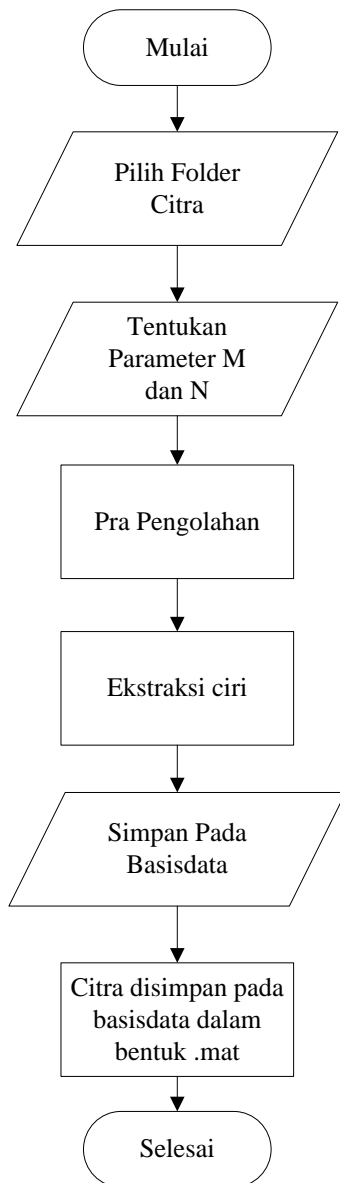 Mulai
Pilih Folder
Citra
Tentukan
Parameter M
dan N
Pra Pengolahan
Ekstraksi ciri
Simpan Pada
Basisdata
Citra disimpan pada
basisdata dalam
bentuk .mat
Selesai